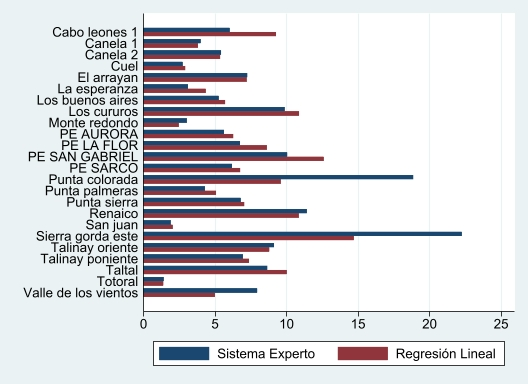 Cabo leones 1
Canela 1
Canela 2
Cuel
El arrayan
La esperanza
Los buenos aires
Los cururos
Monte redondo
PE AURORA
PE LA FLOR
PE SAN GABRIEL
PE SARCO
Punta colorada
Punta palmeras
Punta sierra
Renaico
San juan
Sierra gorda este
Talinay oriente
Talinay poniente
Taltal
Totoral
Valle de los vientos
0 5 10 15 20 25
Sistema Experto Regresión Lineal